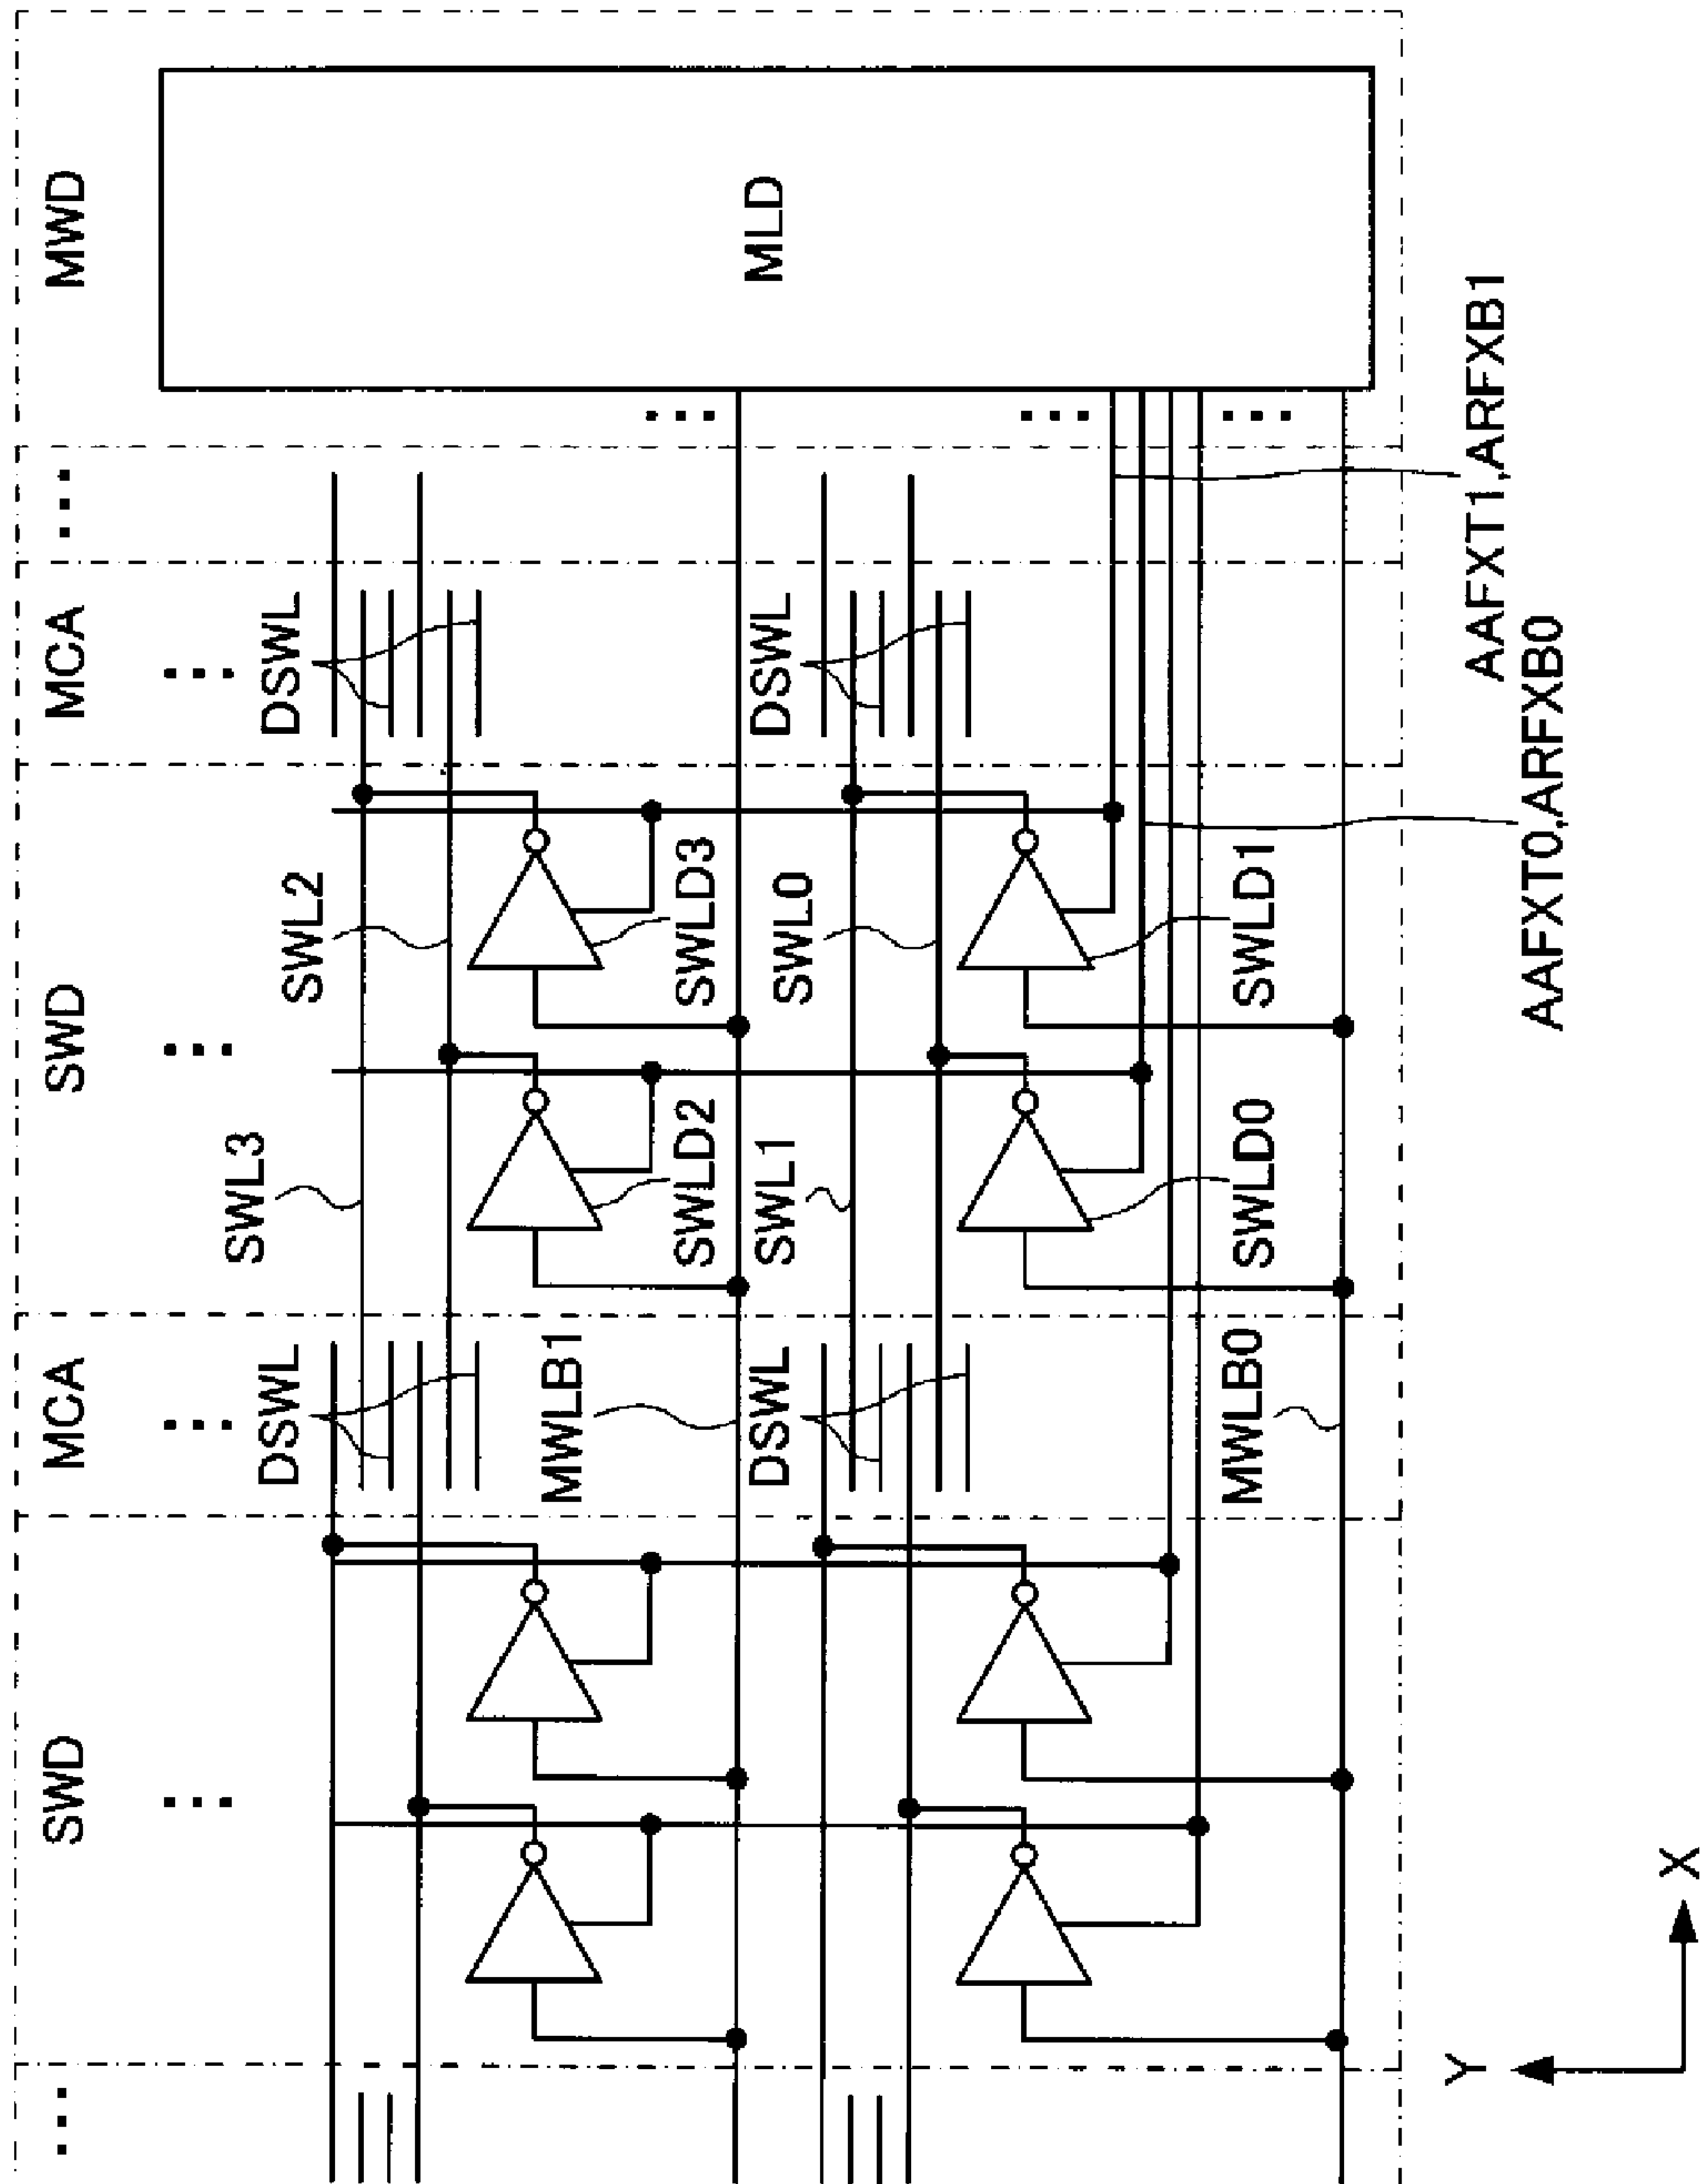 ... SWD MCA SWD MCA ... MWD
SWL3
DSWL SWL2 DSWL
MWLB1
SWLD2 SWLD3
DSWL SWL1 SWL0 DSWL MLD
MWLB0 SWLD0 SWLD1
Y
AAFXT1,ARFXB1
AAFXT0,ARFXB0
X